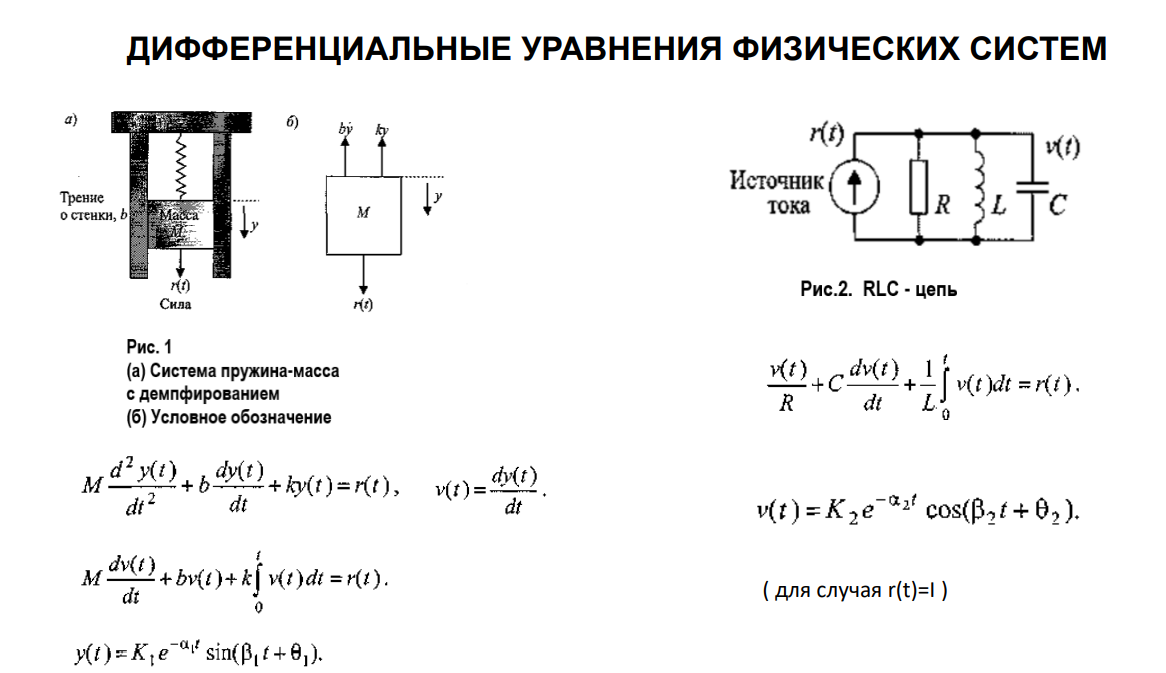 ДИФФЕРЕНЦИАЛЬНЫЕ УРАВНЕНИЯ ФИЗИЧЕСКИХ СИСТЕМ
а)
Трение
о стенки, b
Масса
M
y
r(t)
Сила
б)
bẏ ky
M
y
r(t)
Рис. 1
(а) Система пружина-масса
с демпфированием
(б) Условное обозначение
M d²y(t)/dt² + b dy(t)/dt + ky(t) = r(t), v(t) = dy(t)/dt.
M dv(t)/dt + bv(t) + k∫₀ᵗ v(t)dt = r(t).
y(t) = K₁e^(−α₁t) sin(β₁t + θ₁).
r(t)
v(t)
Источник
тока
R L C
Рис.2. RLC - цепь
v(t)/R + C dv(t)/dt + 1/L ∫₀ᵗ v(t)dt = r(t).
v(t) = K₂e^(−α₂t) cos(β₂t + θ₂).
( для случая r(t)=I )